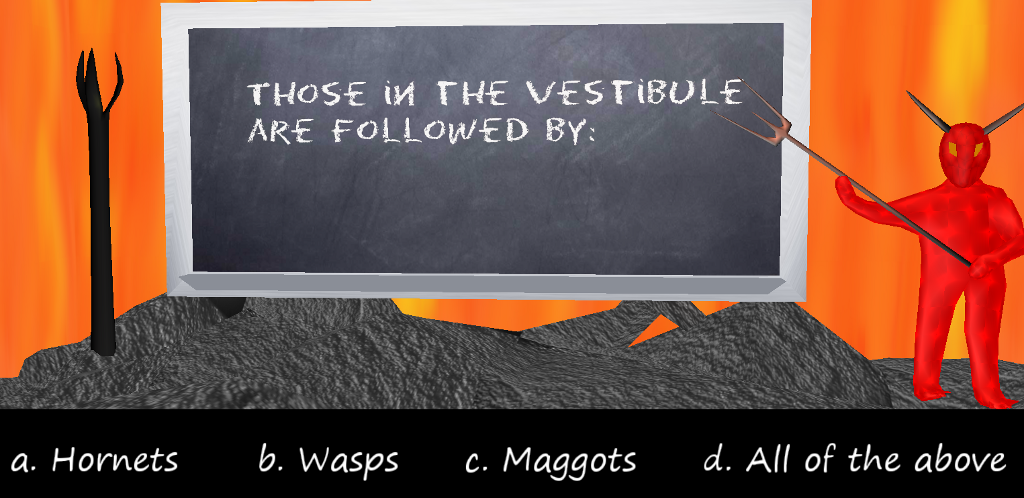 THOSE iN THE VESTiBULE
ARE FOLLOWED BY:
a. Hornets b. Wasps c. Maggots d. All of the above